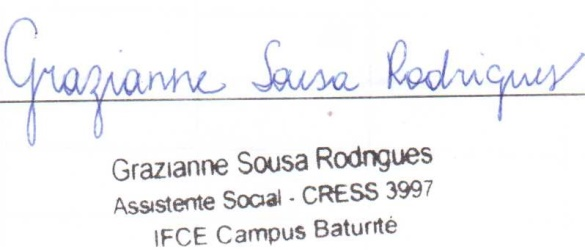 Grazianne Sousa Rodrigues
Grazianne Sousa Rodrigues
Assistente Social - CRESS 3997
IFCE Campus Baturité